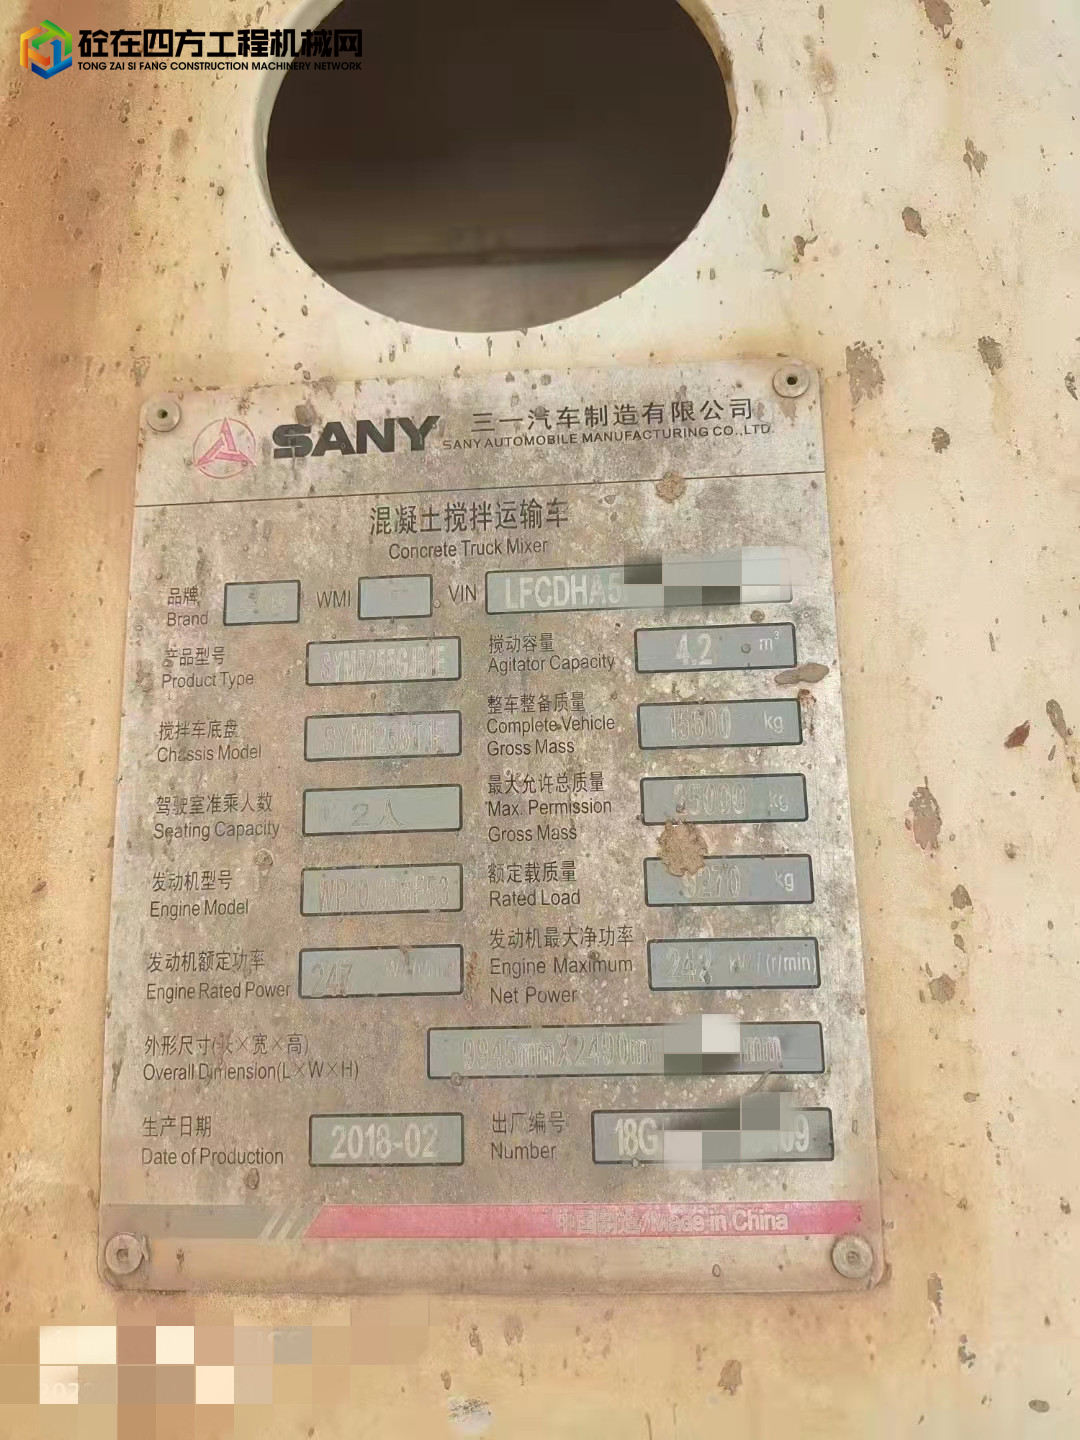 砼在四方工程机械网
TONG ZAI SI FANG CONSTRUCTION MACHINERY NETWORK
SANY 三一汽车制造有限公司
SANY AUTOMOBILE MANUFACTURING CO.,LTD.
混凝土搅拌运输车
Concrete Truck Mixer
品牌
Brand
WMI
VIN LFCDHA5
产品型号
Product Type
搅动容量 4.2 m³
Agitator Capacity
搅拌车底盘
Chassis Model
整车整备质量 kg
Complete Vehicle
Gross Mass
驾驶室准乘人数 2人
Seating Capacity
最大允许总质量 25000 kg
Max. Permission
Gross Mass
发动机型号
Engine Model
额定载质量 9270 kg
Rated Load
发动机额定功率 247
Engine Rated Power
发动机最大净功率 (r/min)
Engine Maximum
Net Power
外形尺寸(长×宽×高) 9945mm×2490mm mm
Overall Dimension(L×W×H)
生产日期 2018-02
Date of Production
出厂编号 18G 09
Number
中国制造/Made in China